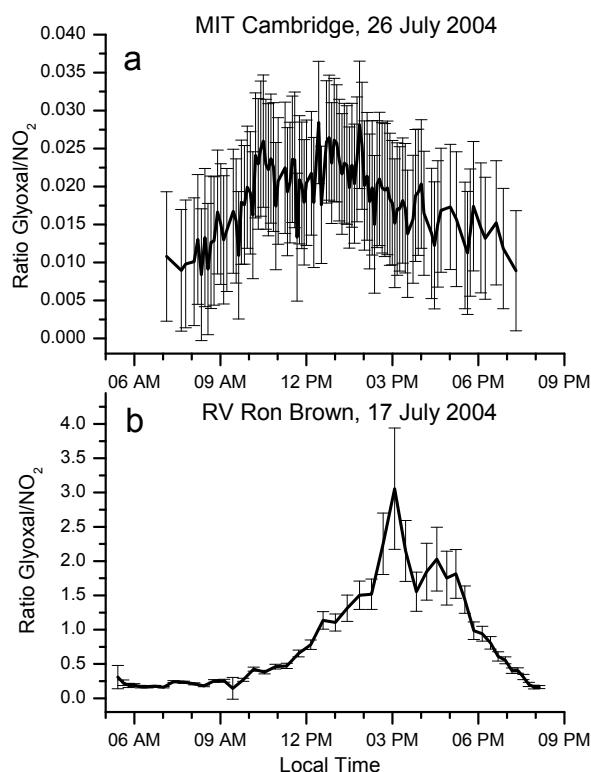 MIT Cambridge, 26 July 2004
a
Ratio Glyoxal/NO₂
0.040
0.035
0.030
0.025
0.020
0.015
0.010
0.005
0.000
06 AM 09 AM 12 PM 03 PM 06 PM 09 PM
RV Ron Brown, 17 July 2004
b
Ratio Glyoxal/NO₂
4.0
3.5
3.0
2.5
2.0
1.5
1.0
0.5
0.0
06 AM 09 AM 12 PM 03 PM 06 PM 09 PM
Local Time